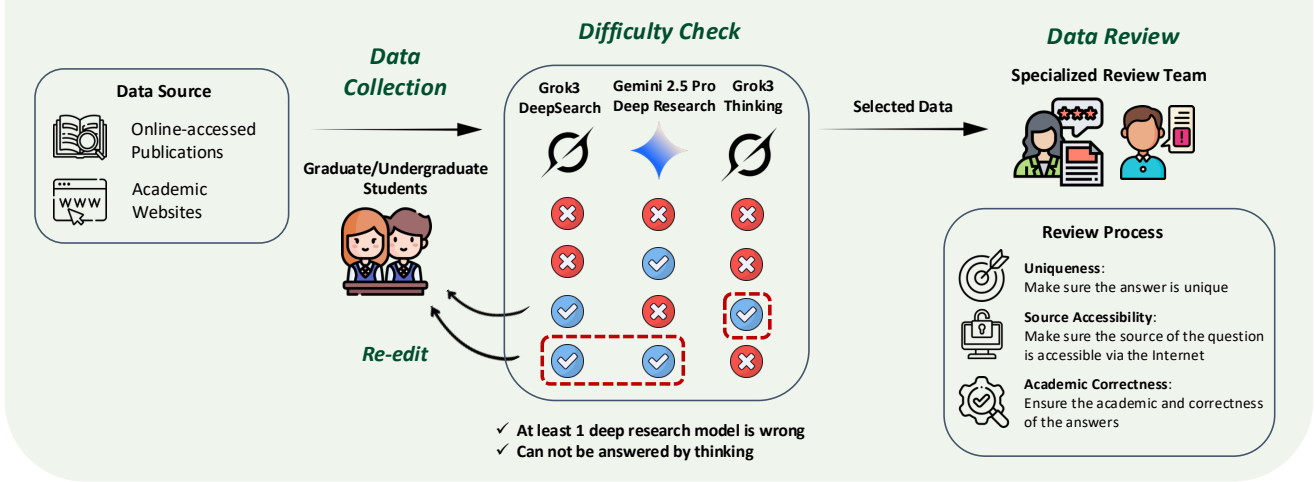 Data Source
Online-accessed
Publications
Academic
Websites
WWW
Data
Collection
Graduate/Undergraduate
Students
Re-edit
Difficulty Check
Grok3
DeepSearch
Gemini 2.5 Pro
Deep Research
Grok3
Thinking
✓ At least 1 deep research model is wrong
✓ Can not be answered by thinking
Selected Data
Data Review
Specialized Review Team
Review Process
Uniqueness:
Make sure the answer is unique
Source Accessibility:
Make sure the source of the question
is accessible via the Internet
Academic Correctness:
Ensure the academic and correctness
of the answers